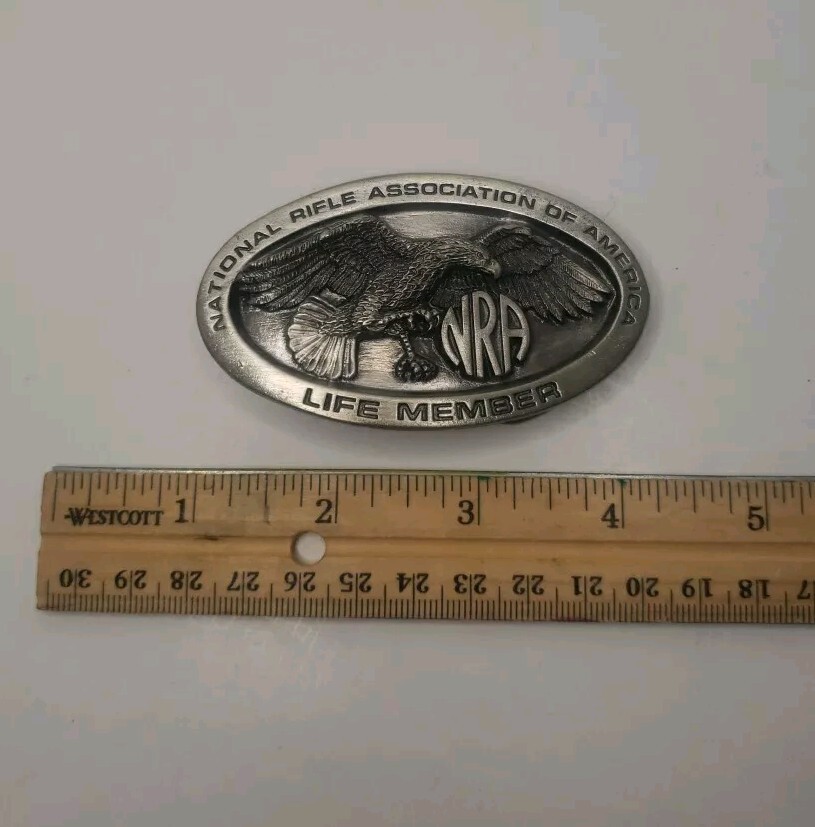 NATIONAL RIFLE ASSOCIATION OF AMERICA
NRA
LIFE MEMBER
WESTCOTT 1 2 3 4 5
30 29 28 27 26 25 24 23 22 21 20 19 18